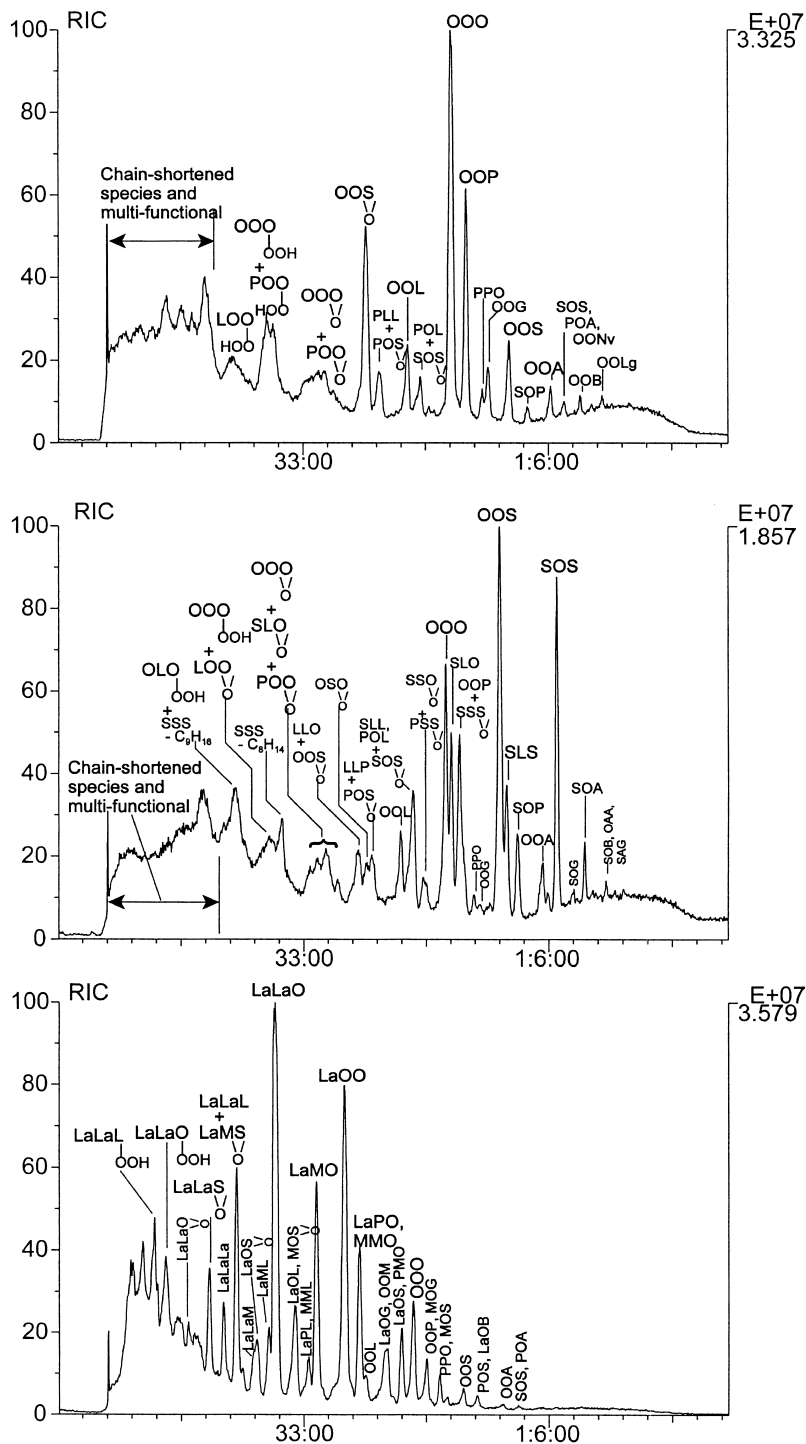 RIC
E+07
3.325
100
80
60
40
20
0
OOO
OOP
Chain-shortened
species and
multi-functional
OOS
O
OOO
OOH
+
POO
HOO
LOO
HOO
OOO
O
+
POO
O
PLL
+
POS
O
OOL
POL
+
SOS
O
PPO
OOG
OOS
SOP
OOA
SOS,
POA,
OONv
OOB
OOLg
33:00
1:6:00
RIC
E+07
1.857
100
80
60
40
20
0
OOS
SOS
OOO
O
+
SLO
O
+
POO
O
OOO
OOH
+
LOO
O
OLO
OOH
+
SSS
- C9H16
SSS
- C8H14
Chain-shortened
species and
multi-functional
LLO
+
OOS
O
OSO
O
LLP
+
POS
O
SLL,
POL
+
SOS
O
OOL
SSO
O
+
PSS
O
OOO
SLO
OOP
+
SSS
O
PPO
OOG
SLS
SOP
OOA
SOG
SOA
SOB, OAA,
SAG
33:00
1:6:00
RIC
E+07
3.579
100
80
60
40
20
0
LaLaO
LaOO
LaLaL
+
LaMS
O
LaLaL
OOH
LaLaO
OOH
LaLaS
O
LaLaO
O
LaLaLa
LaLaM
LaOS
O
LaML
LaOL, MOS
O
LaPL, MML
LaMO
LaPO,
MMO
OOL
LaOG, OOM
LaOS, PMO
OOO
OOP, MOG
PPO, MOS
OOS
POS, LaOB
OOA
SOS, POA
33:00
1:6:00